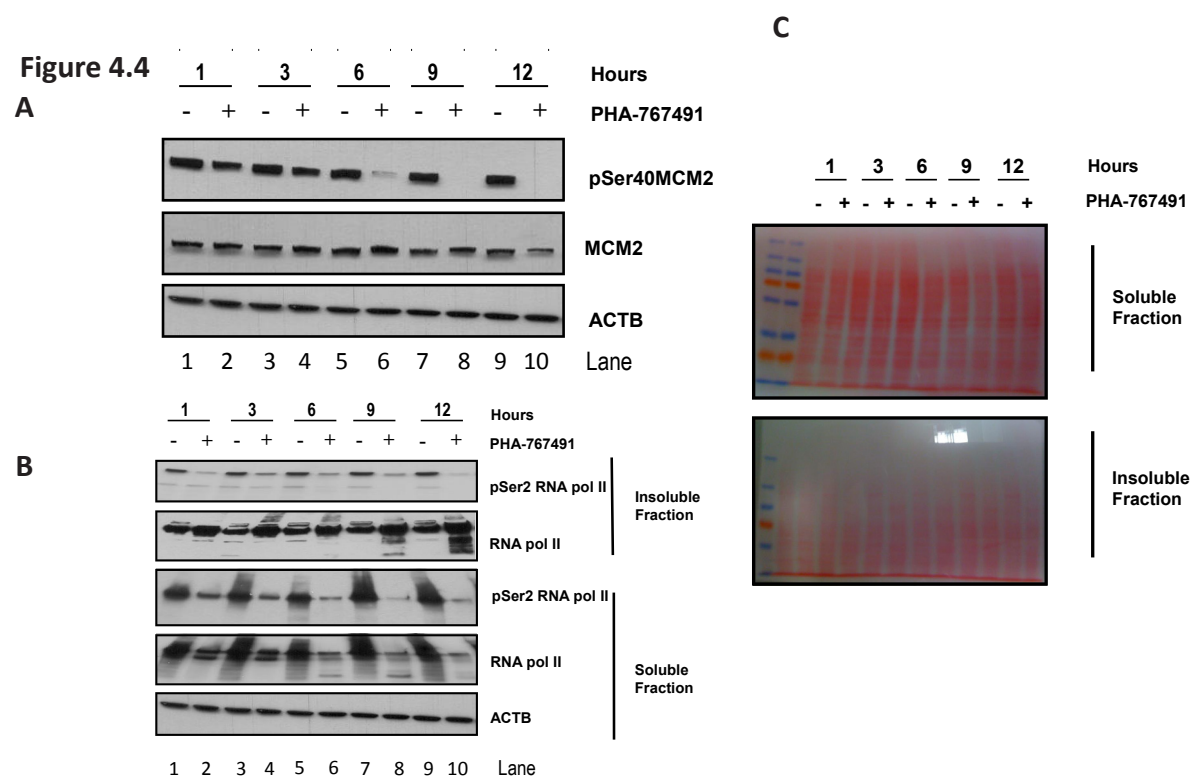 Figure 4.4
A
1 3 6 9 12 Hours
- + - + - + - + - + PHA-767491
pSer40MCM2
MCM2
ACTB
1 2 3 4 5 6 7 8 9 10 Lane
B
1 3 6 9 12 Hours
- + - + - + - + - + PHA-767491
pSer2 RNA pol II
RNA pol II
Insoluble
Fraction
pSer2 RNA pol II
RNA pol II
ACTB
Soluble
Fraction
1 2 3 4 5 6 7 8 9 10 Lane
C
1 3 6 9 12 Hours
- + - + - + - + - + PHA-767491
Soluble
Fraction
Insoluble
Fraction